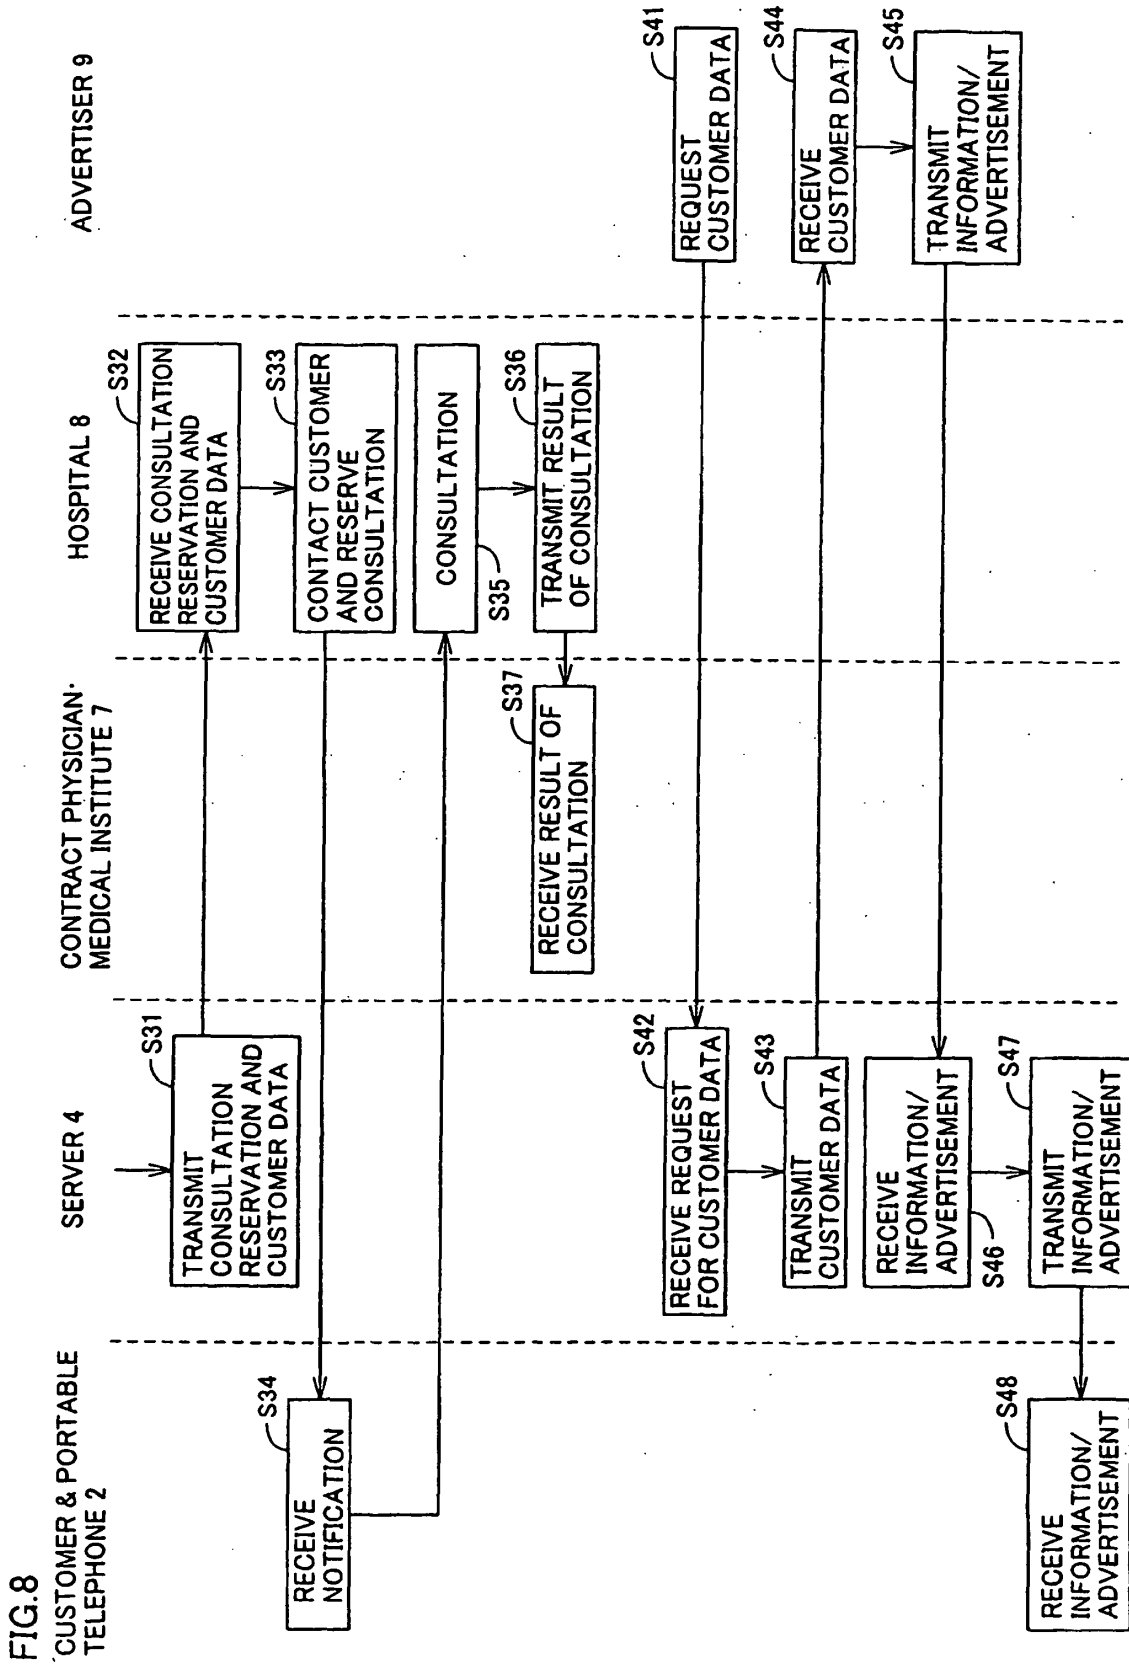 FIG.8
CUSTOMER & PORTABLE
TELEPHONE 2
SERVER 4
CONTRACT PHYSICIAN·
MEDICAL INSTITUTE 7
HOSPITAL 8
ADVERTISER 9
S31
TRANSMIT
CONSULTATION
RESERVATION AND
CUSTOMER DATA
S32
RECEIVE CONSULTATION
RESERVATION AND
CUSTOMER DATA
S33
CONTACT CUSTOMER
AND RESERVE
CONSULTATION
S34
RECEIVE
NOTIFICATION
CONSULTATION
S35
S36
TRANSMIT RESULT
OF CONSULTATION
S37
RECEIVE RESULT OF
CONSULTATION
S41
REQUEST
CUSTOMER DATA
S42
RECEIVE REQUEST
FOR CUSTOMER DATA
S43
TRANSMIT
CUSTOMER DATA
S44
RECEIVE
CUSTOMER DATA
S45
TRANSMIT
INFORMATION/
ADVERTISEMENT
RECEIVE
INFORMATION/
ADVERTISEMENT
S46
S47
TRANSMIT
INFORMATION/
ADVERTISEMENT
S48
RECEIVE
INFORMATION/
ADVERTISEMENT